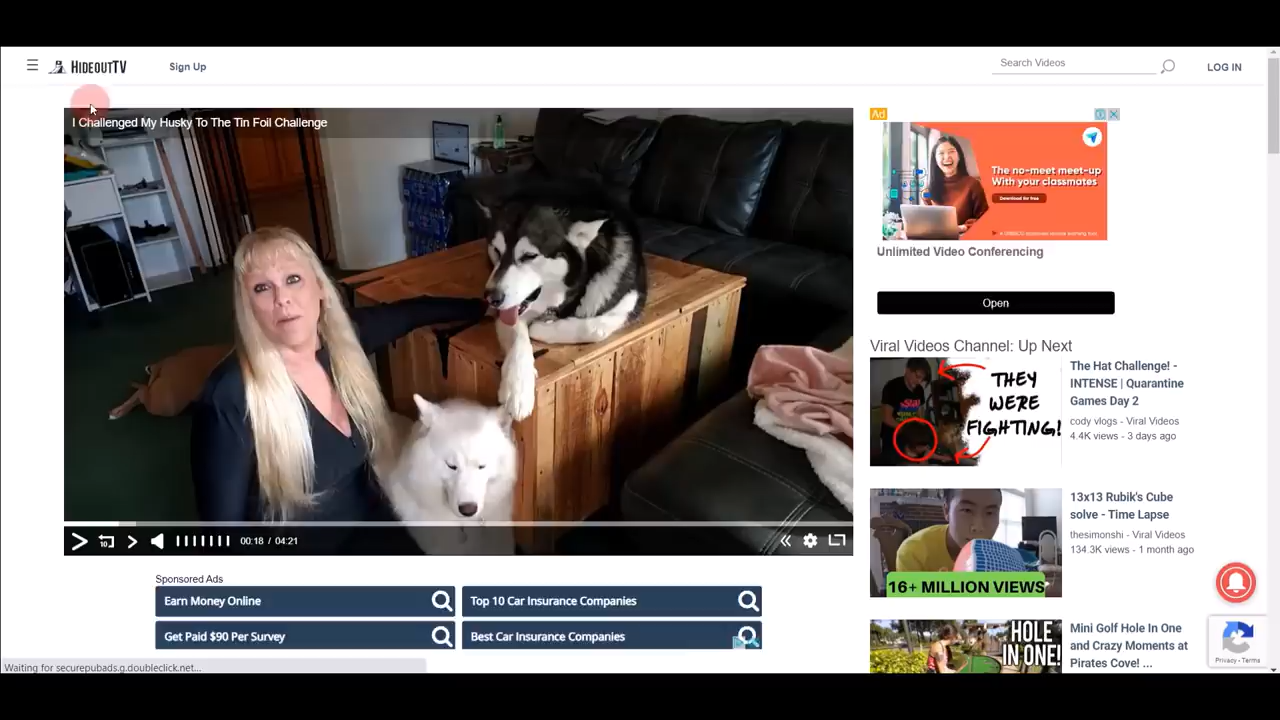 HIDEOUTTV
Sign Up
Search Videos
LOG IN
I Challenged My Husky To The Tin Foil Challenge
Ad
The no-meet meet-up
With your classmates
Download for free
Unlimited Video Conferencing
Open
Viral Videos Channel: Up Next
THEY
WERE
FIGHTING!
The Hat Challenge! -
INTENSE | Quarantine
Games Day 2
cody vlogs - Viral Videos
4.4K views - 3 days ago
16+ MILLION VIEWS
13x13 Rubik's Cube
solve - Time Lapse
thesimonshi - Viral Videos
134.3K views - 1 month ago
10
00:18 / 04:21
Sponsored Ads
Earn Money Online
Top 10 Car Insurance Companies
Get Paid $90 Per Survey
Best Car Insurance Companies
HOLE
IN ONE!
Mini Golf Hole In One
and Crazy Moments at
Pirates Cove! ...
Privacy - Terms
Waiting for securepubads.g.doubleclick.net...